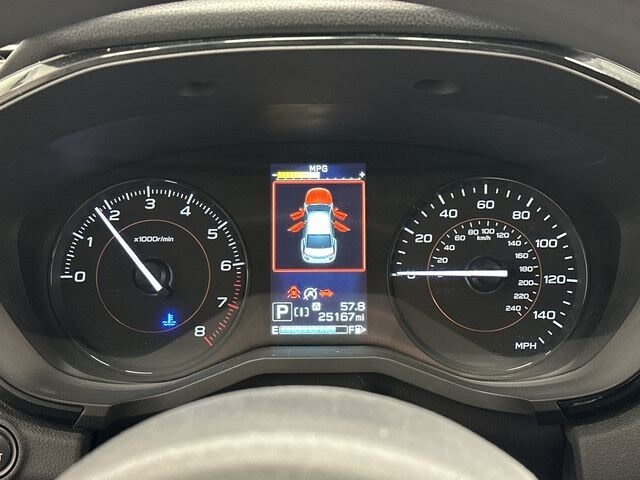 MPG
- +
0 1 2 3 4 5 6 7 8
x1000r/min
P A 57.8
25167mi
E F
20 40 60 80 100 120 140
MPH
20 40 60 80 100 120 140 160 180 200 220 240
km/h